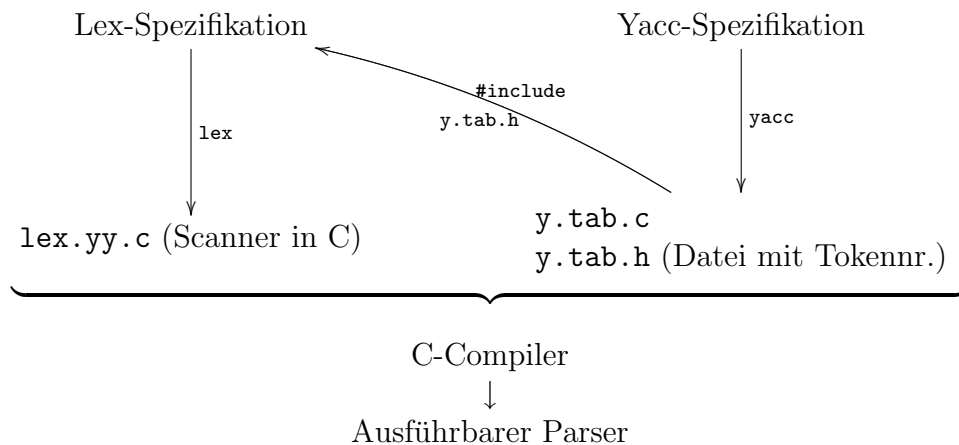 Lex-Spezifikation
Yacc-Spezifikation
#include
y.tab.h
lex
yacc
lex.yy.c (Scanner in C)
y.tab.c
y.tab.h (Datei mit Tokennr.)
C-Compiler
Ausführbarer Parser